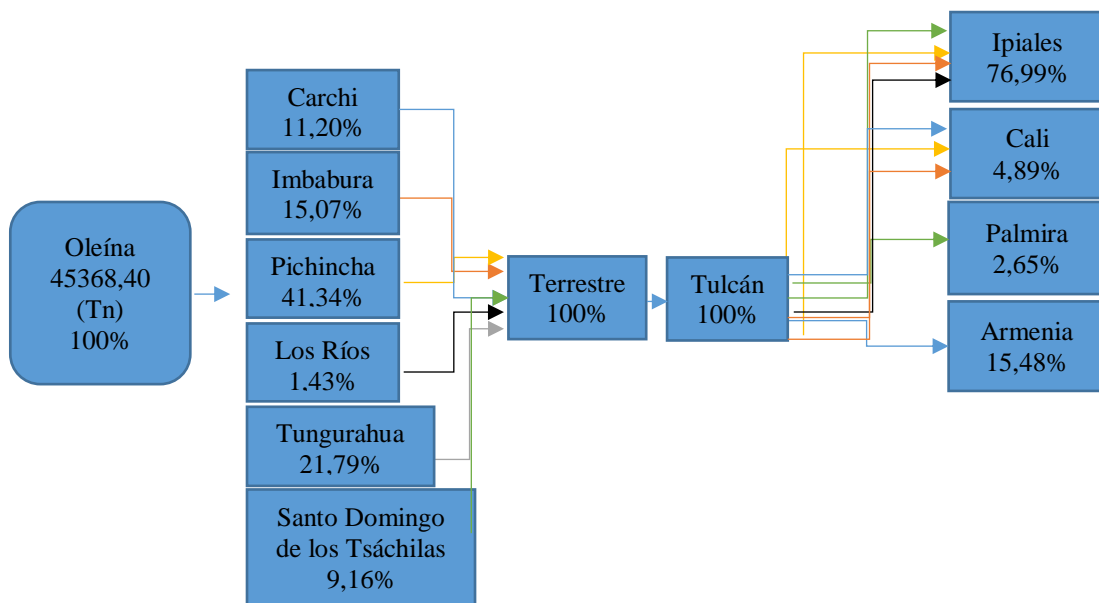 Oleína
45368,40
(Tn)
100%
Carchi
11,20%
Imbabura
15,07%
Pichincha
41,34%
Los Ríos
1,43%
Tungurahua
21,79%
Santo Domingo
de los Tsáchilas
9,16%
Terrestre
100%
Tulcán
100%
Ipiales
76,99%
Cali
4,89%
Palmira
2,65%
Armenia
15,48%